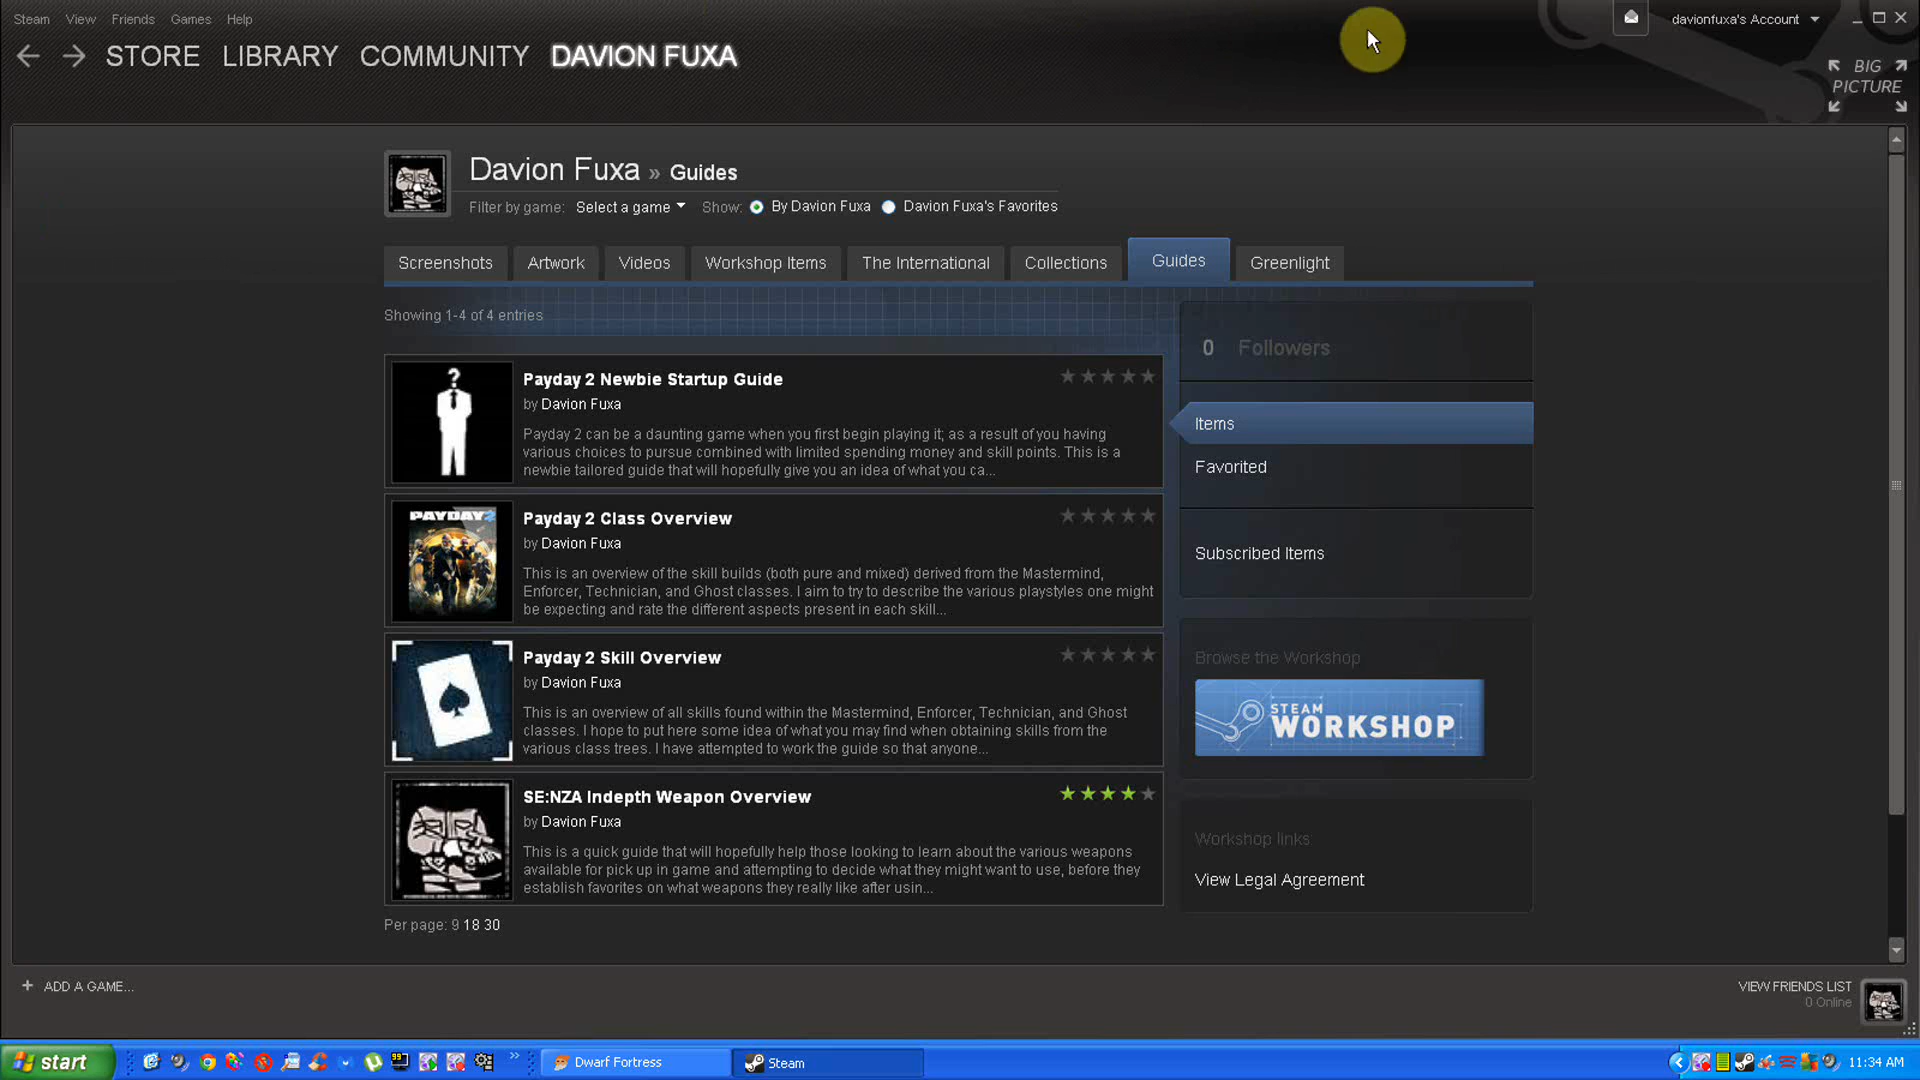 Steam View Friends Games Help
davionfuxa's Account
STORE LIBRARY COMMUNITY DAVION FUXA
BIG
PICTURE
Davion Fuxa » Guides
Filter by game: Select a game Show: By Davion Fuxa Davion Fuxa's Favorites
Screenshots Artwork Videos Workshop Items The International Collections Guides Greenlight
Showing 1-4 of 4 entries
0 Followers
Payday 2 Newbie Startup Guide
by Davion Fuxa
Payday 2 can be a daunting game when you first begin playing it; as a result of you having
various choices to pursue combined with limited spending money and skill points. This is a
newbie tailored guide that will hopefully give you an idea of what you ca...
Items
Favorited
Subscribed Items
PAYDAY 2
Payday 2 Class Overview
by Davion Fuxa
This is an overview of the skill builds (both pure and mixed) derived from the Mastermind,
Enforcer, Technician, and Ghost classes. I aim to try to describe the various playstyles one might
be expecting and rate the different aspects present in each skill...
Payday 2 Skill Overview
by Davion Fuxa
This is an overview of all skills found within the Mastermind, Enforcer, Technician, and Ghost
classes. I hope to put here some idea of what you may find when obtaining skills from the
various class trees. I have attempted to work the guide so that anyone...
Browse the Workshop
STEAM
WORKSHOP
SE:NZA Indepth Weapon Overview
by Davion Fuxa
This is a quick guide that will hopefully help those looking to learn about the various weapons
available for pick up in game and attempting to decide what they might want to use, before they
establish favorites on what weapons they really like after usin...
Workshop links
View Legal Agreement
Per page: 9 18 30
+ ADD A GAME...
VIEW FRIENDS LIST
0 Online
start
99
Dwarf Fortress
Steam
11:34 AM